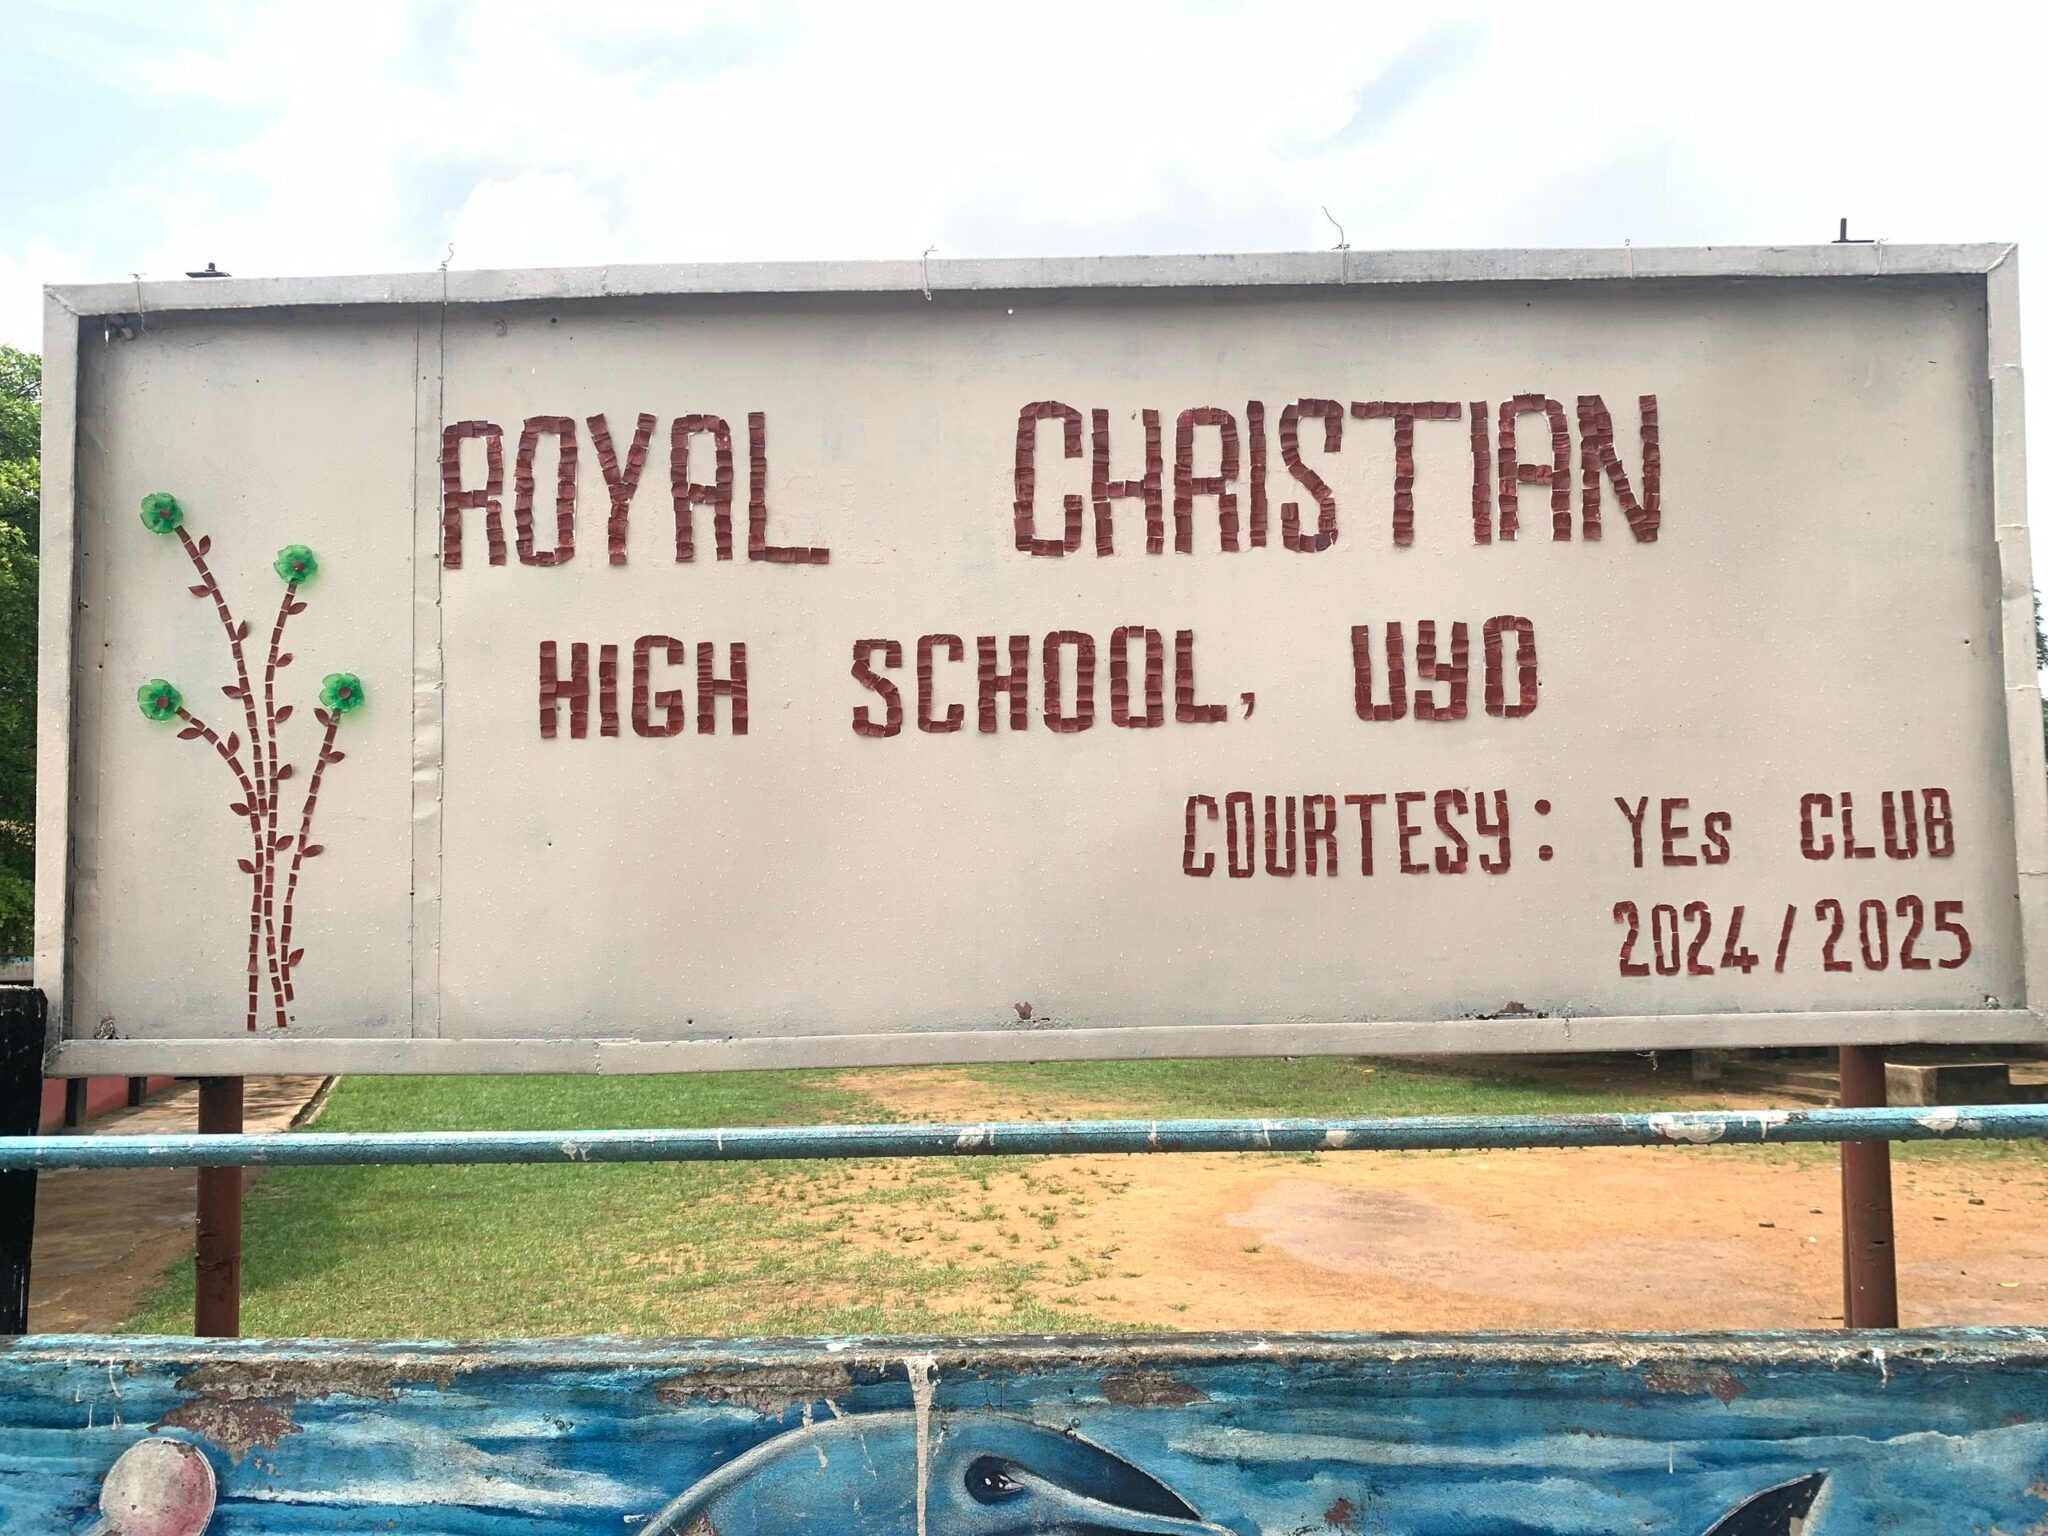 ROYAL CHRISTIAN
HIGH SCHOOL, UYO
COURTESY: YEs CLUB
2024/2025